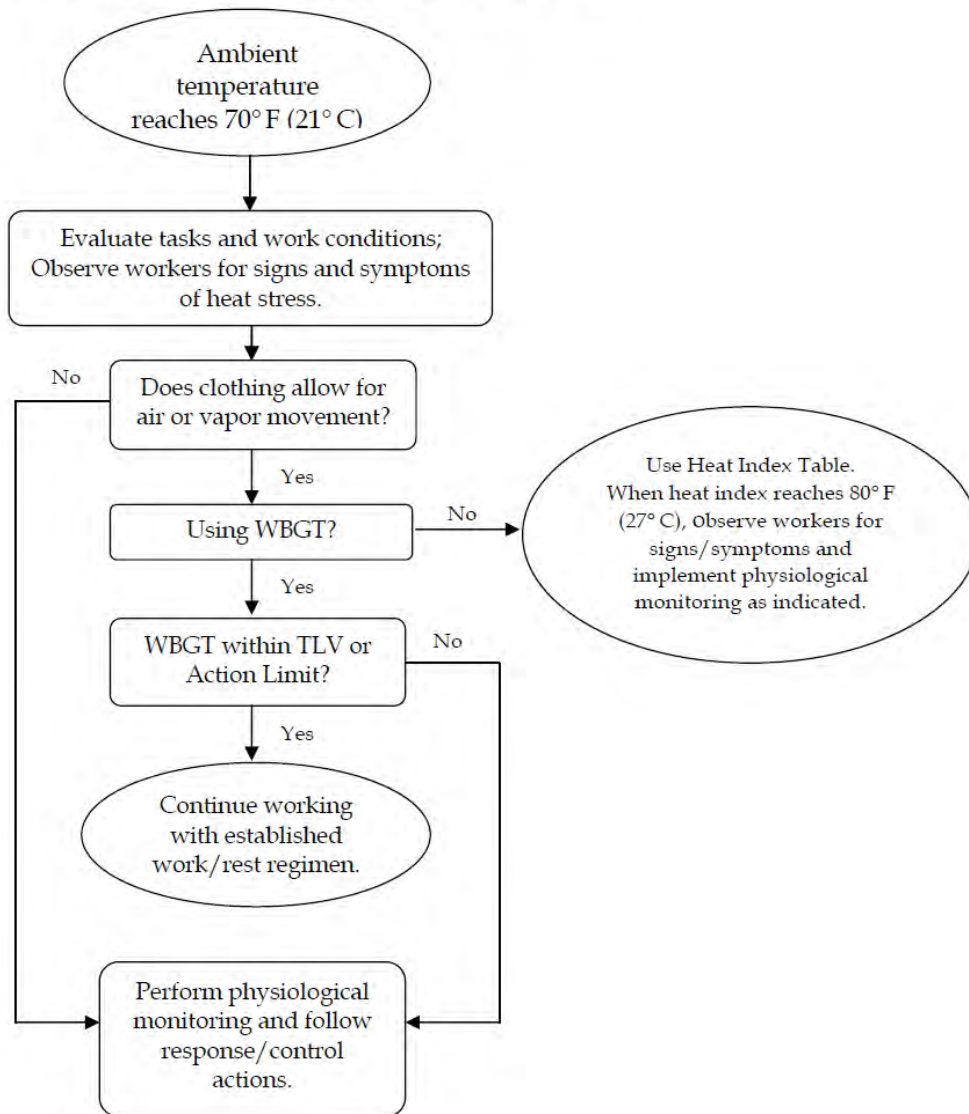 Ambient
temperature
reaches 70° F (21° C)
Evaluate tasks and work conditions;
Observe workers for signs and symptoms
of heat stress.
No
Does clothing allow for
air or vapor movement?
Yes
Using WBGT?
No
Use Heat Index Table.
When heat index reaches 80° F
(27° C), Observe workers for
signs/symptoms and
implement physiological
monitoring as indicated.
Yes
WBGT within TLV or
Action Limit?
No
Yes
Continue working
with established
work/rest regimen.
Perform physiological
monitoring and follow
response/control
actions.